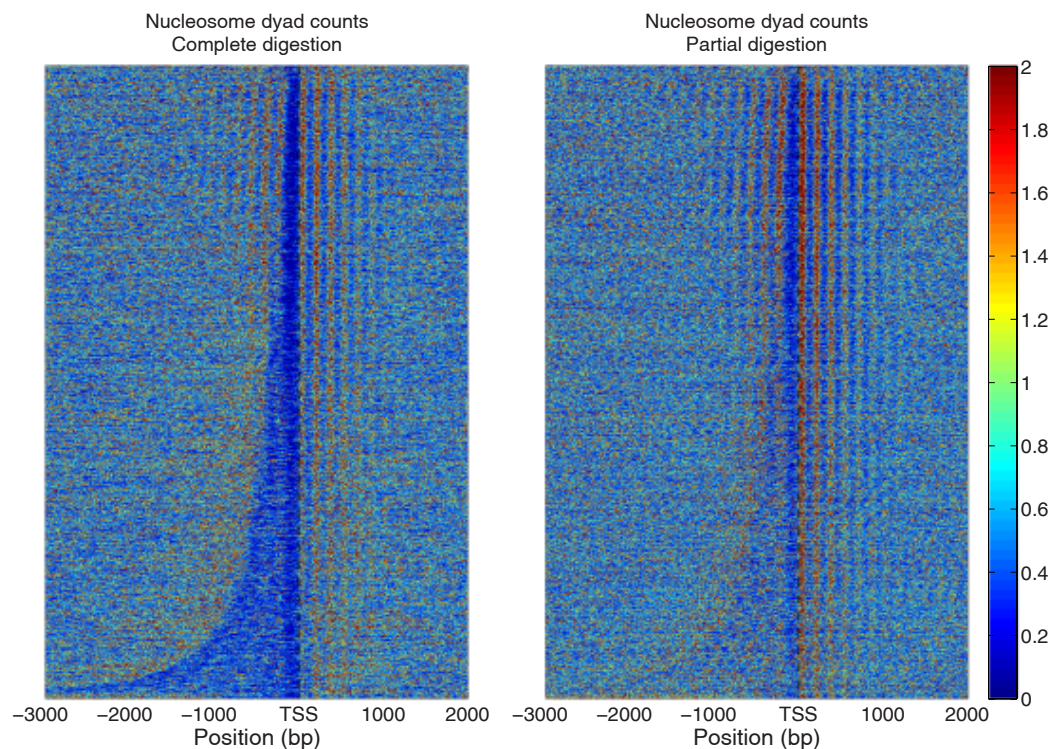 Nucleosome dyad counts
Complete digestion
Nucleosome dyad counts
Partial digestion
2
1.8
1.6
1.4
1.2
1
0.8
0.6
0.4
0.2
0
−3000 −2000 −1000 TSS 1000 2000
Position (bp)
−3000 −2000 −1000 TSS 1000 2000
Position (bp)